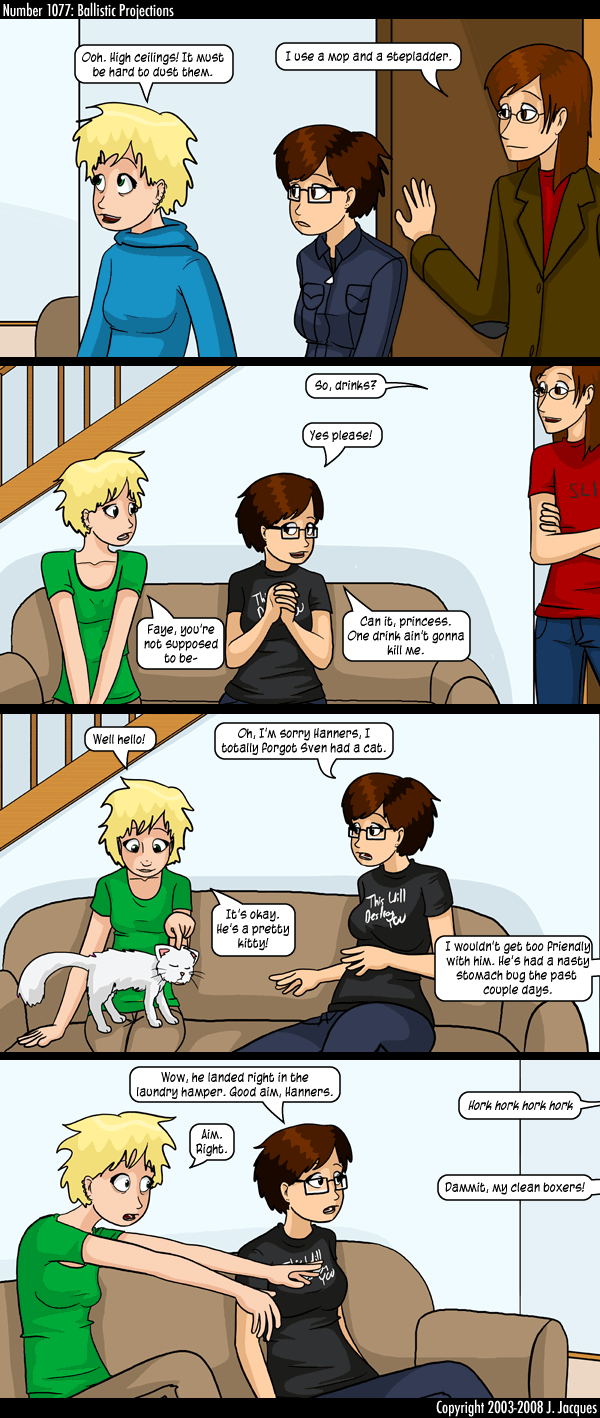 Number 1077: Ballistic Projections
Ooh. High ceilings! It must
be hard to dust them.
I use a mop and a stepladder.
So, drinks?
Yes please!
Faye, you're
not supposed
to be-
Can it, princess.
One drink ain't gonna
kill me.
Well hello!
Oh, I'm sorry Hanners, I
totally forgot Sven had a cat.
It's okay.
He's a pretty
kitty!
This Will
Destroy
You
I wouldn't get too friendly
with him. He's had a nasty
stomach bug the past
couple days.
Wow, he landed right in the
laundry hamper. Good aim, Hanners.
Aim.
Right.
Hork hork hork hork
Dammit, my clean boxers!
Copyright 2003-2008 J. Jacques